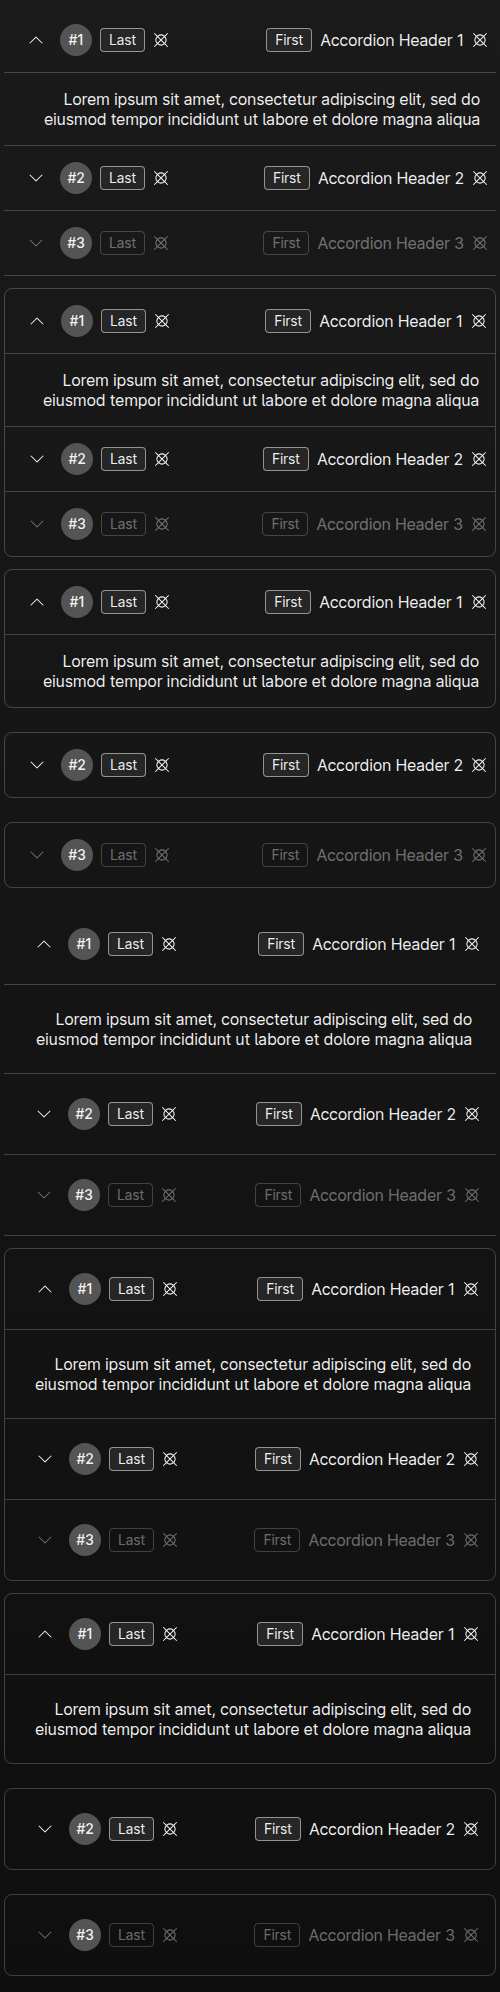 #1 Last First Accordion Header 1
Lorem ipsum sit amet, consectetur adipiscing elit, sed do
eiusmod tempor incididunt ut labore et dolore magna aliqua
#2 Last First Accordion Header 2
#3 Last First Accordion Header 3
#1 Last First Accordion Header 1
Lorem ipsum sit amet, consectetur adipiscing elit, sed do
eiusmod tempor incididunt ut labore et dolore magna aliqua
#2 Last First Accordion Header 2
#3 Last First Accordion Header 3
#1 Last First Accordion Header 1
Lorem ipsum sit amet, consectetur adipiscing elit, sed do
eiusmod tempor incididunt ut labore et dolore magna aliqua
#2 Last First Accordion Header 2
#3 Last First Accordion Header 3
#1 Last First Accordion Header 1
Lorem ipsum sit amet, consectetur adipiscing elit, sed do
eiusmod tempor incididunt ut labore et dolore magna aliqua
#2 Last First Accordion Header 2
#3 Last First Accordion Header 3
#1 Last First Accordion Header 1
Lorem ipsum sit amet, consectetur adipiscing elit, sed do
eiusmod tempor incididunt ut labore et dolore magna aliqua
#2 Last First Accordion Header 2
#3 Last First Accordion Header 3
#1 Last First Accordion Header 1
Lorem ipsum sit amet, consectetur adipiscing elit, sed do
eiusmod tempor incididunt ut labore et dolore magna aliqua
#2 Last First Accordion Header 2
#3 Last First Accordion Header 3